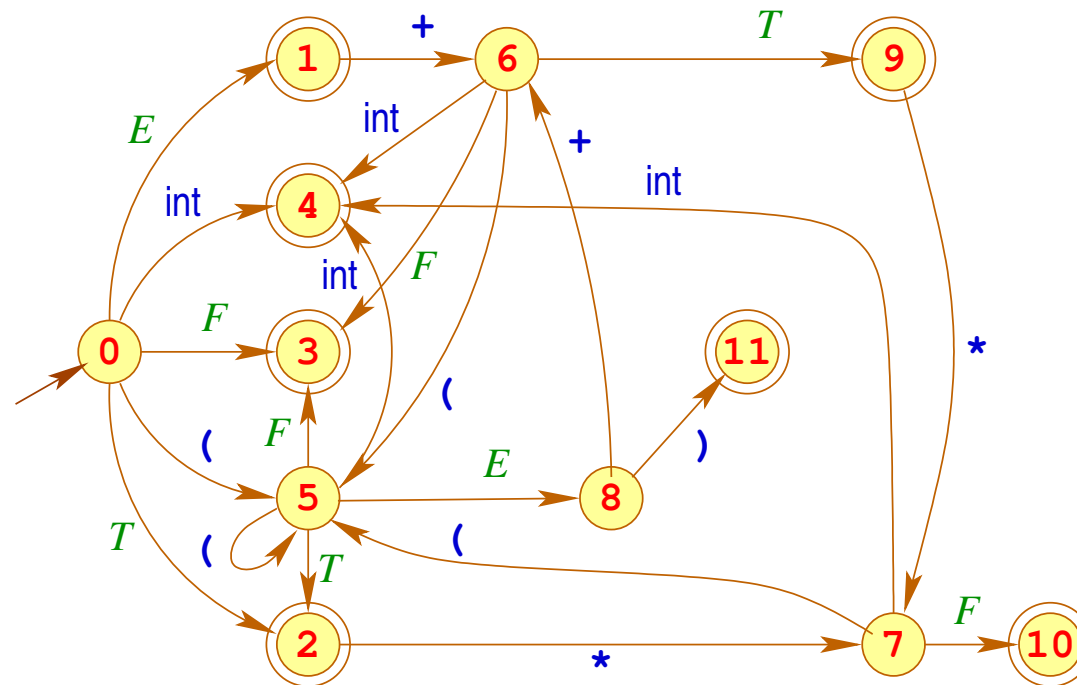 + T
1 6 9
E int +
int 4 int
int F
F
0 3 11 *
( (
F E )
5 8
T ( T (
F
2 * 7 10